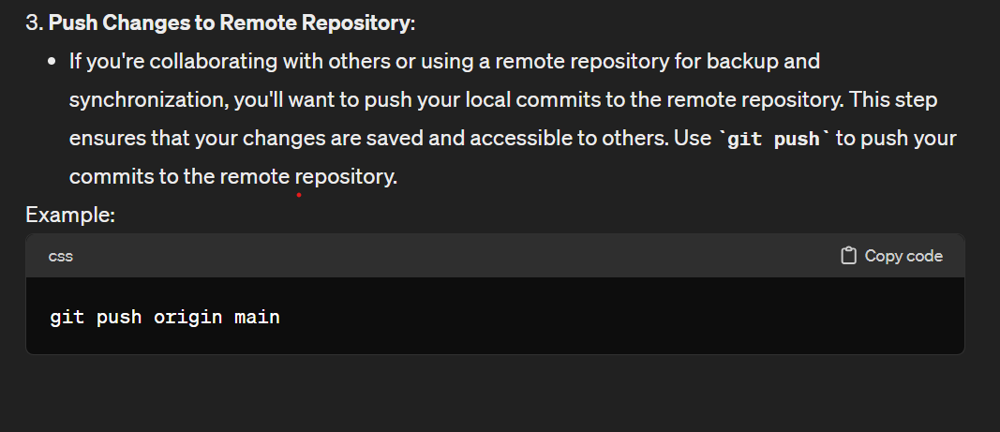 3. Push Changes to Remote Repository:
• If you're collaborating with others or using a remote repository for backup and
synchronization, you'll want to push your local commits to the remote repository. This step
ensures that your changes are saved and accessible to others. Use `git push` to push your
commits to the remote repository.
Example:
css Copy code
git push origin main